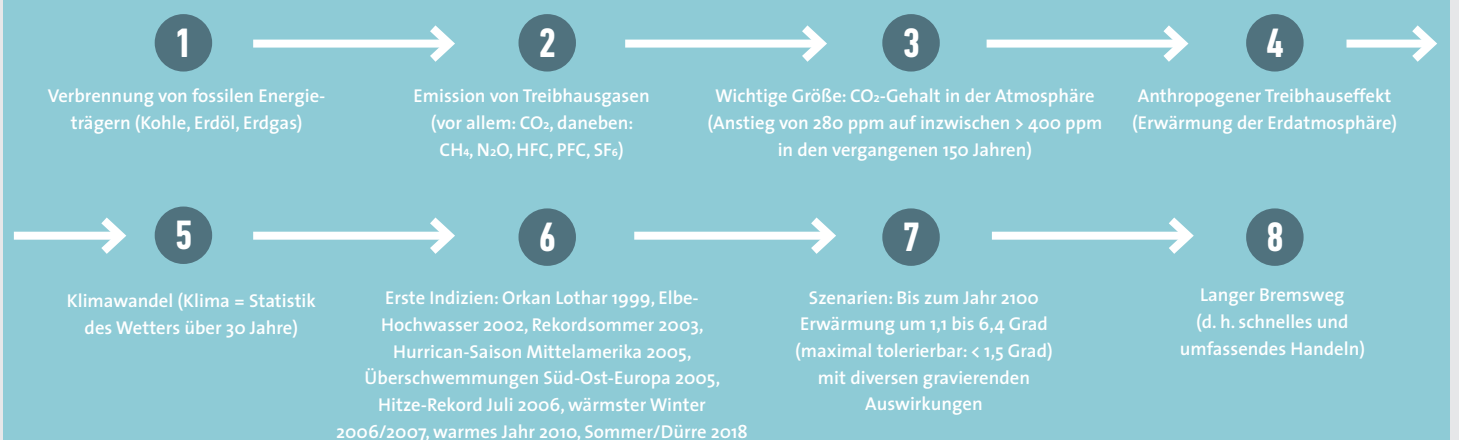 1
Verbrennung von fossilen Energie-
trägern (Kohle, Erdöl, Erdgas)
2
Emission von Treibhausgasen
(vor allem: CO₂, daneben:
CH₄, N₂O, HFC, PFC, SF₆)
3
Wichtige Größe: CO₂-Gehalt in der Atmosphäre
(Anstieg von 280 ppm auf inzwischen > 400 ppm
in den vergangenen 150 Jahren)
4
Anthropogener Treibhauseffekt
(Erwärmung der Erdatmosphäre)
5
Klimawandel (Klima = Statistik
des Wetters über 30 Jahre)
6
Erste Indizien: Orkan Lothar 1999, Elbe-
Hochwasser 2002, Rekordsommer 2003,
Hurrican-Saison Mittelamerika 2005,
Überschwemmungen Süd-Ost-Europa 2005,
Hitze-Rekord Juli 2006, wärmster Winter
2006/2007, warmes Jahr 2010, Sommer/Dürre 2018
7
Szenarien: Bis zum Jahr 2100
Erwärmung um 1,1 bis 6,4 Grad
(maximal tolerierbar: < 1,5 Grad)
mit diversen gravierenden
Auswirkungen
8
Langer Bremsweg
(d. h. schnelles und
umfassendes Handeln)